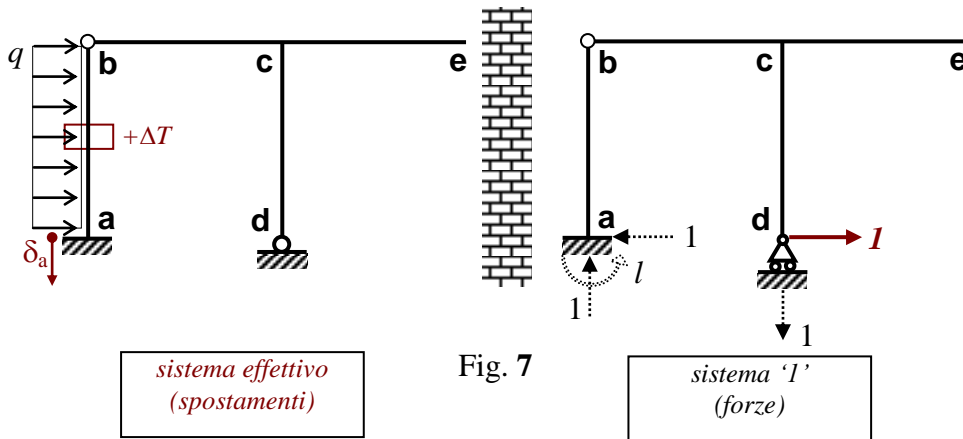 q
b
c
e
+ΔT
a
d
δa
sistema effettivo
(spostamenti)
Fig. 7
b
c
e
a
1
l
1
d
1
1
sistema '1'
(forze)